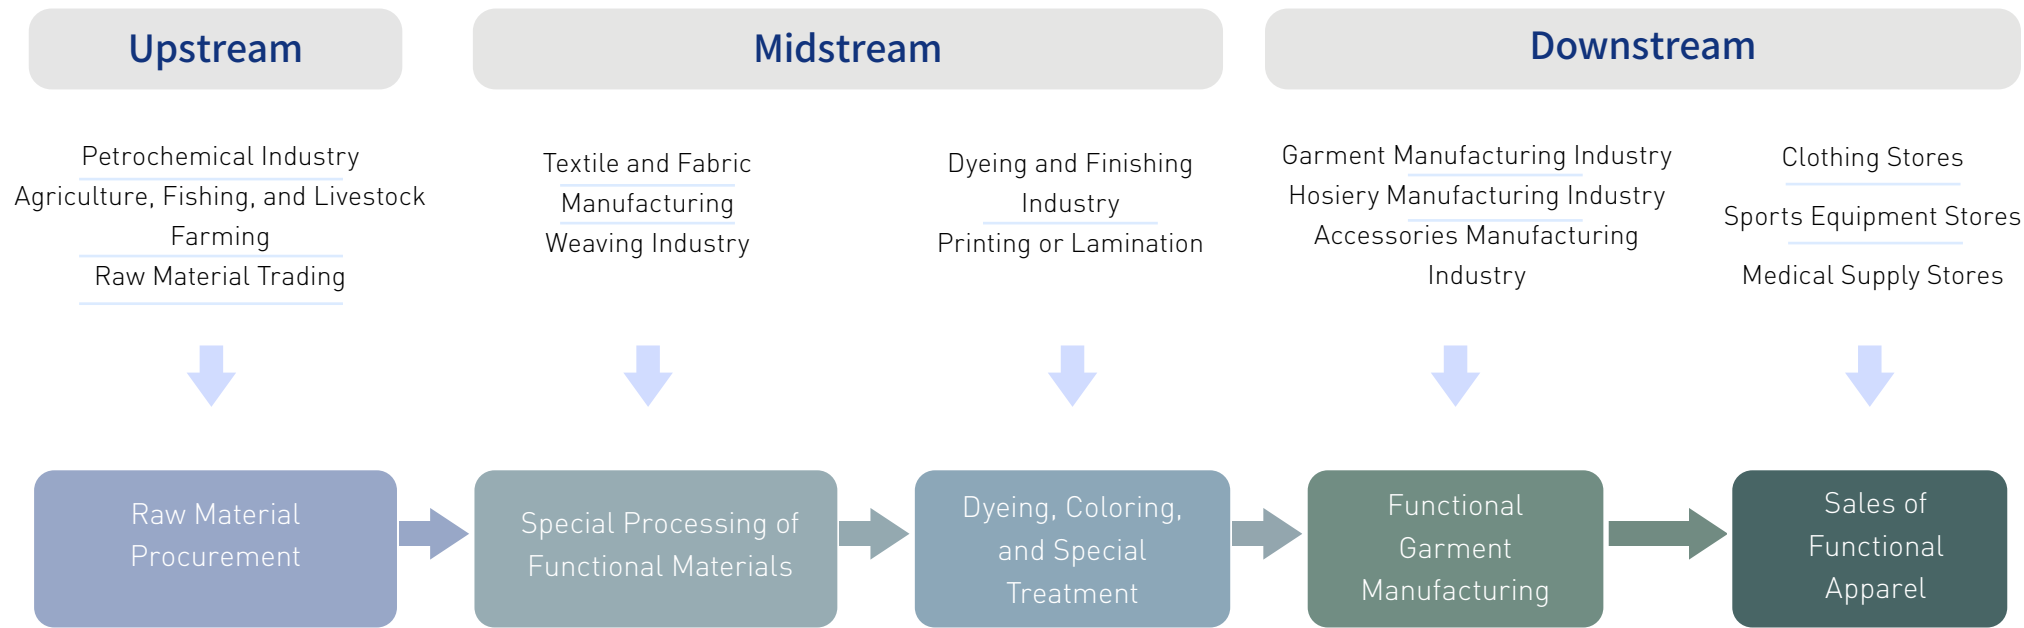 Upstream
Midstream
Downstream
Petrochemical Industry
Agriculture, Fishing, and Livestock
Farming
Raw Material Trading
Textile and Fabric
Manufacturing
Weaving Industry
Dyeing and Finishing
Industry
Printing or Lamination
Garment Manufacturing Industry
Hosiery Manufacturing Industry
Accessories Manufacturing
Industry
Clothing Stores
Sports Equipment Stores
Medical Supply Stores
Raw Material
Procurement
Special Processing of
Functional Materials
Dyeing, Coloring,
and Special
Treatment
Functional
Garment
Manufacturing
Sales of
Functional
Apparel